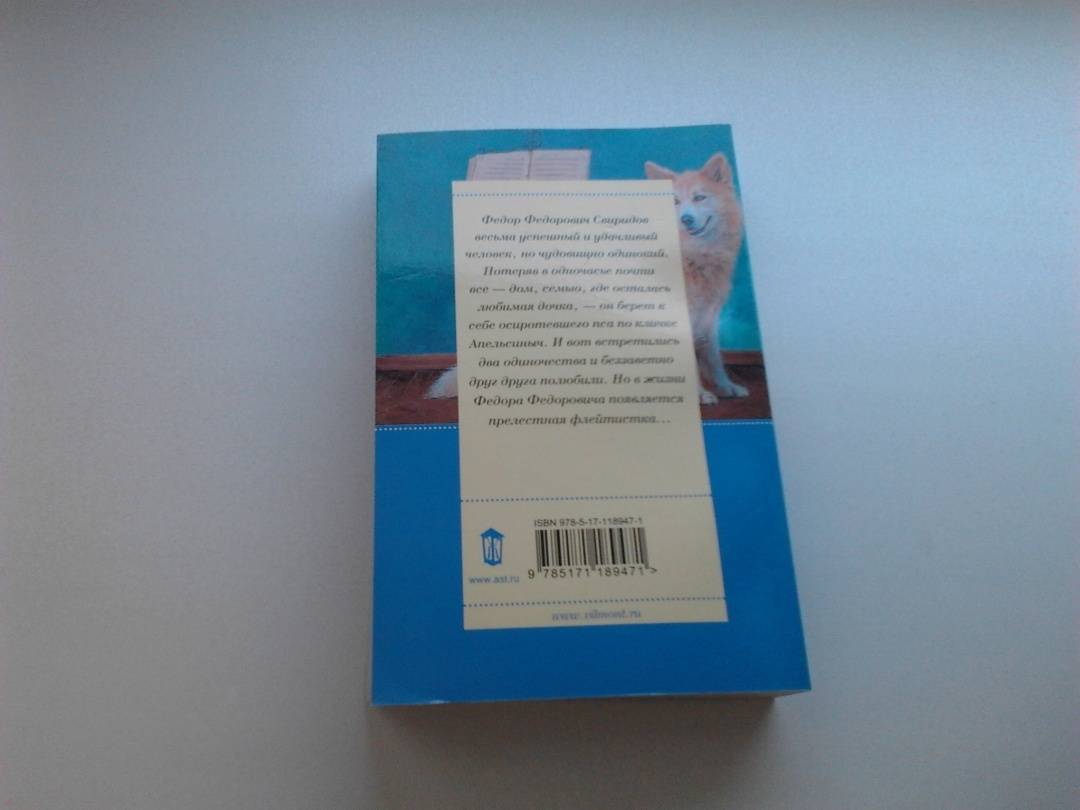 Федор Федорович Свиридов
весьма успешный и удачливый
человек, но чудовищно одинокий.
Потеряв в одночасье почти
все — дом, семью, где осталась
любимая дочка, — он берет к
себе осиротевшего пса по кличке
Апельсиныч. И вот встретились
два одиночества и беззаветно
друг друга полюбили. Но в жизни
Федора Федоровича появляется
прелестная флейтистка...
ISBN 978-5-17-118947-1
www.ast.ru
9 785171 189471 >
www.vilmont.ru